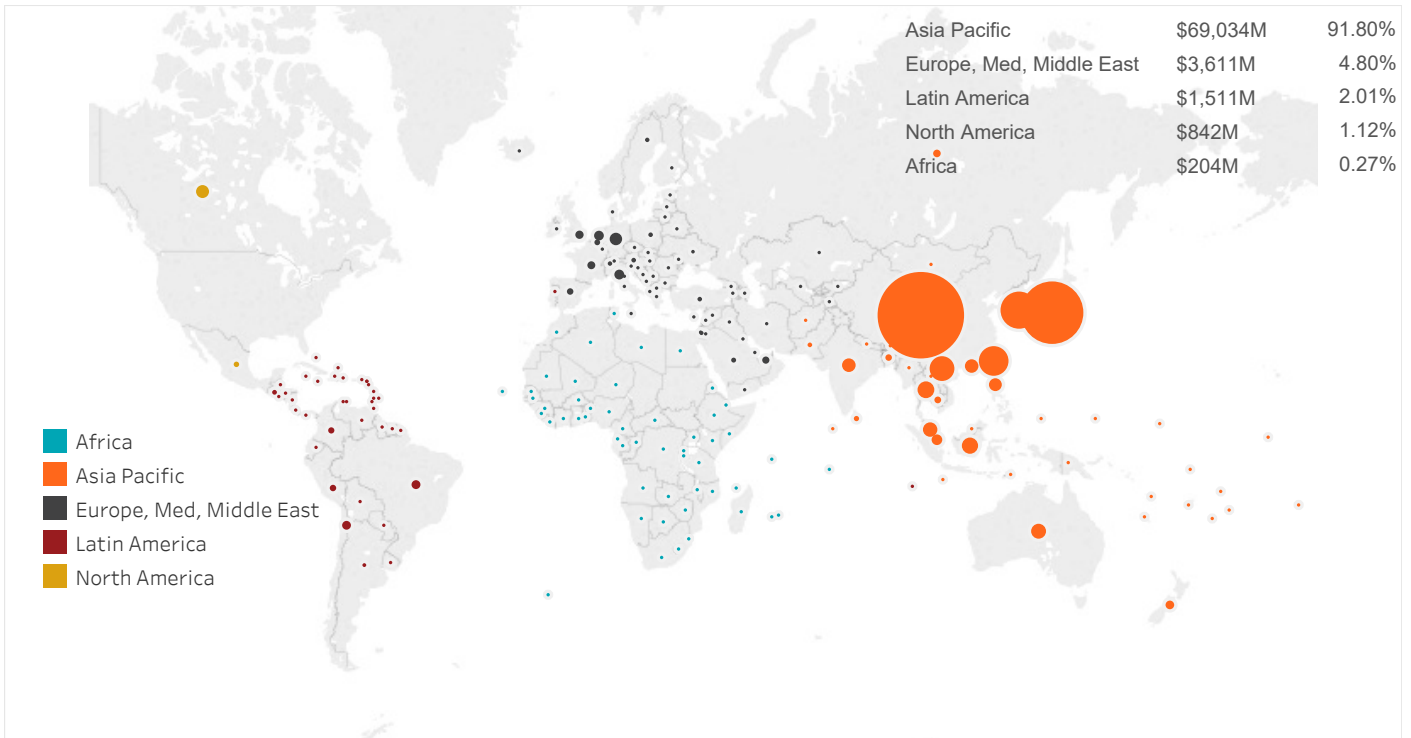 Asia Pacific $69,034M 91.80%
Europe, Med, Middle East $3,611M 4.80%
Latin America $1,511M 2.01%
North America $842M 1.12%
Africa $204M 0.27%
Africa
Asia Pacific
Europe, Med, Middle East
Latin America
North America